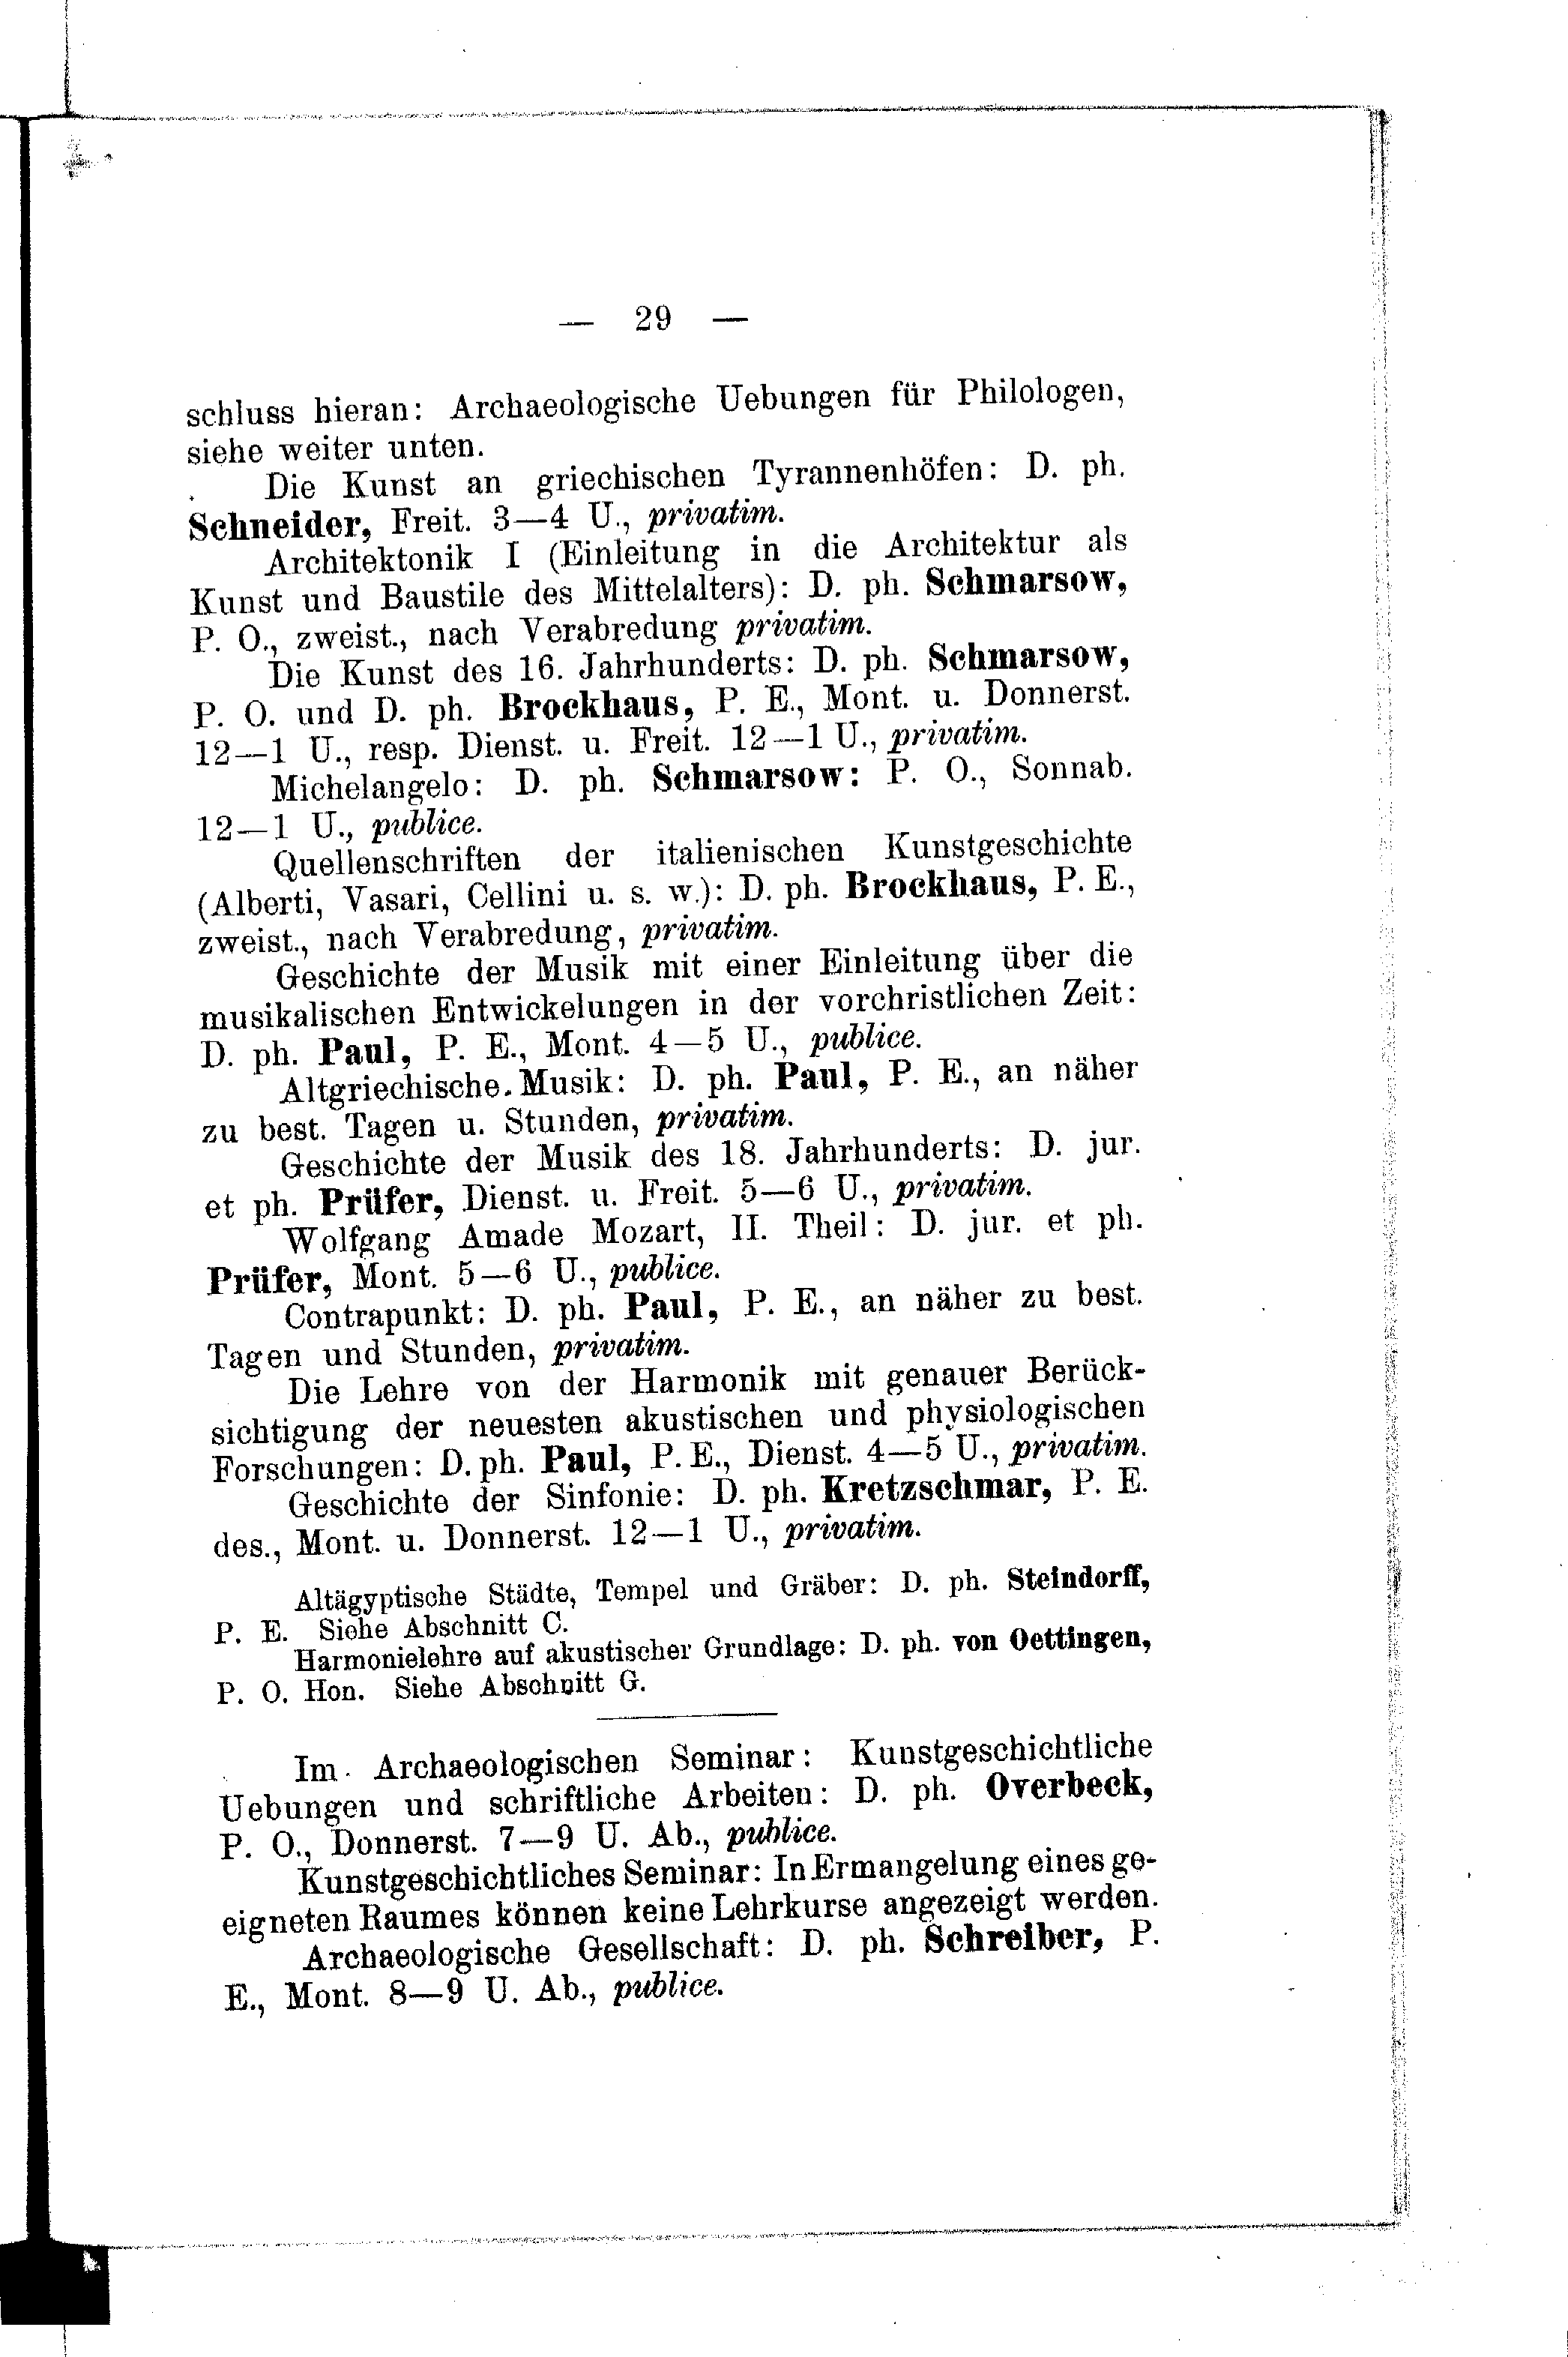 — 29 —
schluss hieran: Archaeologische Uebungen für Philologen,
siehe weiter unten.
Die Kunst an griechischen Tyrannenhöfen: D. ph.
Schneider, Freit. 3—4 U., privatim.
Architektonik I (Einleitung in die Architektur als
Kunst und Baustile des Mittelalters): D. ph. Schmarsow,
P. O., zweist., nach Verabredung privatim.
Die Kunst des 16. Jahrhunderts: D. ph. Schmarsow,
P. O. und D. ph. Brockhaus, P. E., Mont. u. Donnerst.
12—1 U., resp. Dienst. u. Freit. 12—1 U., privatim.
Michelangelo: D. ph. Schmarsow: P. O., Sonnab.
12—1 U., publice.
Quellenschriften der italienischen Kunstgeschichte
(Alberti, Vasari, Cellini u. s. w.): D. ph. Brockhaus, P. E.,
zweist., nach Verabredung, privatim.
Geschichte der Musik mit einer Einleitung über die
musikalischen Entwickelungen in der vorchristlichen Zeit:
D. ph. Paul, P. E., Mont. 4—5 U., publice.
Altgriechische Musik: D. ph. Paul, P. E., an näher
zu best. Tagen u. Stunden, privatim.
Geschichte der Musik des 18. Jahrhunderts: D. jur.
et ph. Prüfer, Dienst. u. Freit. 5—6 U., privatim.
Wolfgang Amade Mozart, II. Theil: D. jur. et ph.
Prüfer, Mont. 5—6 U., publice.
Contrapunkt: D. ph. Paul, P. E., an näher zu best.
Tagen und Stunden, privatim.
Die Lehre von der Harmonik mit genauer Berück-
sichtigung der neuesten akustischen und physiologischen
Forschungen: D. ph. Paul, P. E., Dienst. 4—5 U., privatim.
Geschichte der Sinfonie: D. ph. Kretzschmar, P. E.
des., Mont. u. Donnerst. 12—1 U., privatim.
Altägyptische Städte, Tempel und Gräber: D. ph. Steindorff,
P. E. Siehe Abschnitt C.
Harmonielehre auf akustischer Grundlage: D. ph. von Oettingen,
P. O. Hon. Siehe Abschnitt G.
Im Archaeologischen Seminar: Kunstgeschichtliche
Uebungen und schriftliche Arbeiten: D. ph. Overbeck,
P. O., Donnerst. 7—9 U. Ab., publice.
Kunstgeschichtliches Seminar: In Ermangelung eines ge-
eigneten Raumes können keine Lehrkurse angezeigt werden.
Archaeologische Gesellschaft: D. ph. Schreiber, P.
E., Mont. 8—9 U. Ab., publice.